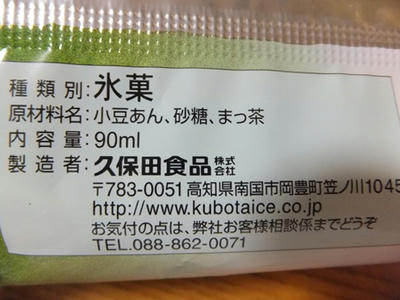 種類別: 氷菓
原材料名: 小豆あん、砂糖、まっ茶
内容量: 90ml
製造者: 久保田食品株式会社
〒783-0051 高知県南国市岡豊町笠ノ川1045
http://www.kubotaice.co.jp
お気付の点は、弊社お客様相談係までどうぞ
TEL.088-862-0071